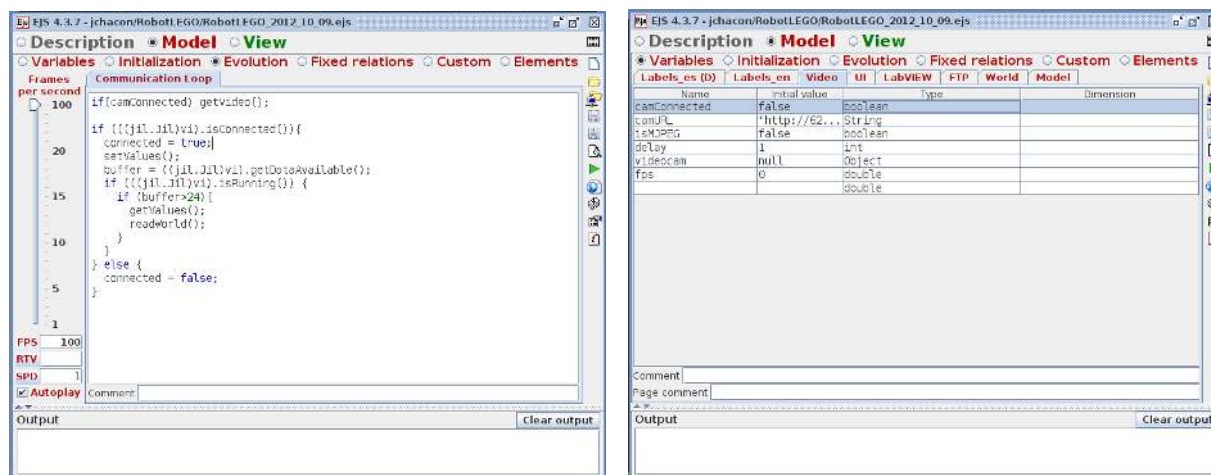 EJS 4.3.7 - jchacon/RobotLEGO/RobotLEGO_2012_10_09.ejs
Description Model View
Variables Initialization Evolution Fixed relations Custom Elements
Frames per second
100
20
15
10
5
1
FPS 100
RTV
SPD 1
Autoplay
Communication Loop
if(camConnected) getVideo();
if (((jil.Jil)vi).isConnected()){
connected = true;
setValues();
buffer = ((jil.Jil)vi).getDataAvailable();
if (((jil.Jil)vi).isRunning()) {
if (buffer>24){
getValues();
readWorld();
}
}
} else {
connected = false;
}
Comment
Output Clear output
EJS 4.3.7 - jchacon/RobotLEGO/RobotLEGO_2012_10_09.ejs
Description Model View
Variables Initialization Evolution Fixed relations Custom Elements
Labels_es (D) Labels_en Video UI LabVIEW FTP World Model
Name Initial value Type Dimension
camConnected false boolean
camURL "http://62... String
isMJPEG false boolean
delay 1 int
videocam null Object
fps 0 double
double
Comment
Page comment
Output Clear output